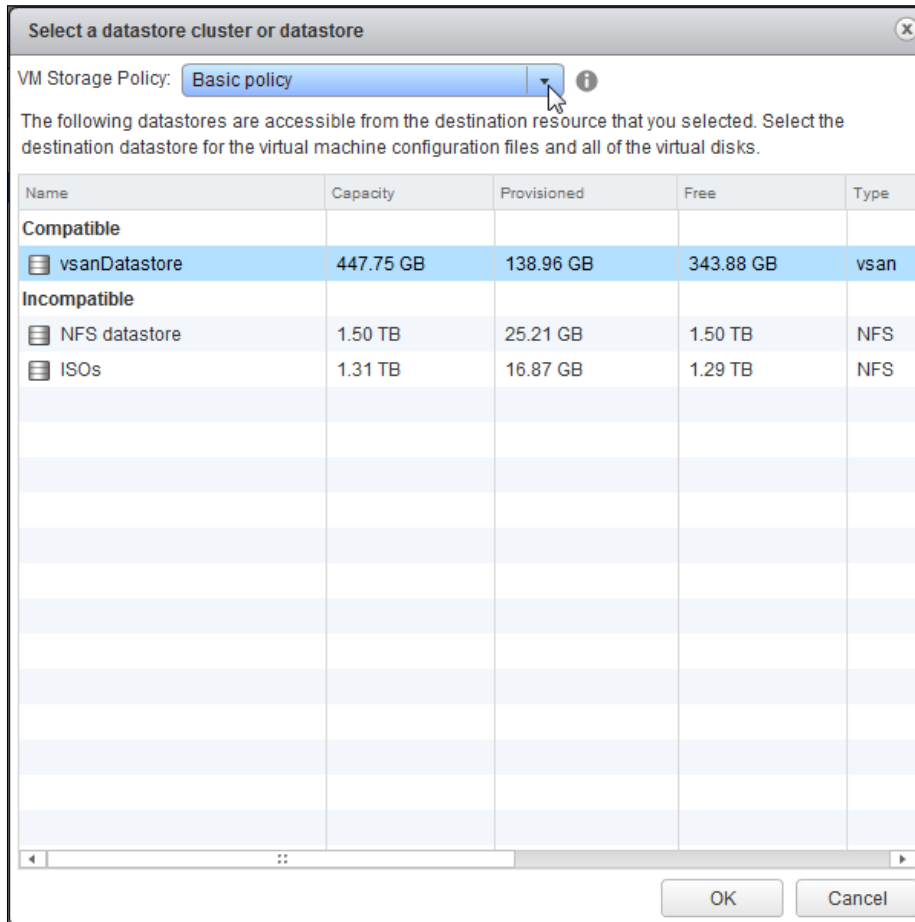 Select a datastore cluster or datastore
VM Storage Policy: Basic policy
The following datastores are accessible from the destination resource that you selected. Select the
destination datastore for the virtual machine configuration files and all of the virtual disks.
Name Capacity Provisioned Free Type
Compatible
vsanDatastore 447.75 GB 138.96 GB 343.88 GB vsan
Incompatible
NFS datastore 1.50 TB 25.21 GB 1.50 TB NFS
ISOs 1.31 TB 16.87 GB 1.29 TB NFS
OK Cancel